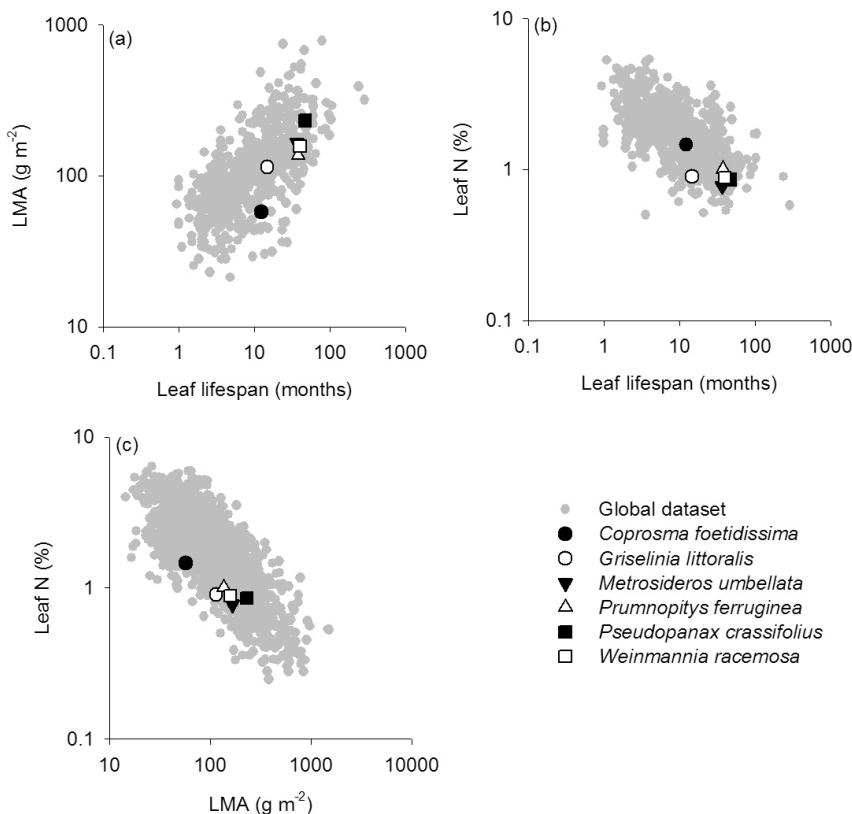 (a)
1000
100
10
LMA (g m-2)
0.1 1 10 100 1000
Leaf lifespan (months)
(b)
10
1
0.1
Leaf N (%)
0.1 1 10 100 1000
Leaf lifespan (months)
(c)
10
1
0.1
Leaf N (%)
10 100 1000 10000
LMA (g m-2)
Global dataset
Coprosma foetidissima
Griselinia littoralis
Metrosideros umbellata
Prumnopitys ferruginea
Pseudopanax crassifolius
Weinmannia racemosa